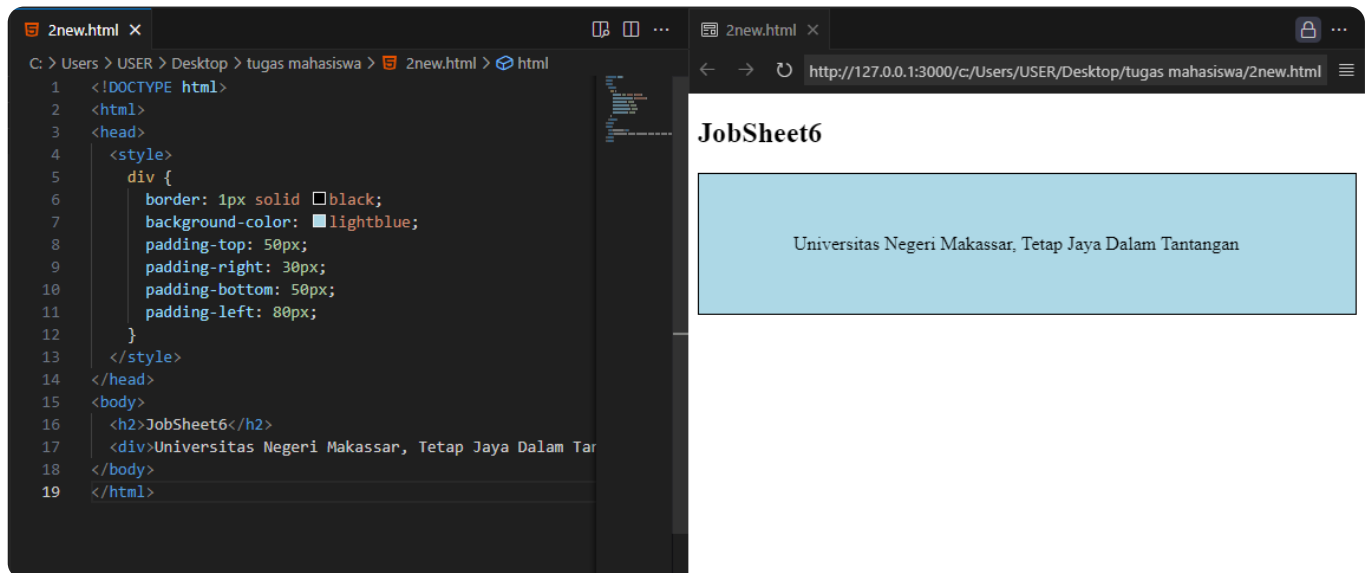 2new.html
C: > Users > USER > Desktop > tugas mahasiswa > 2new.html > html
1 <!DOCTYPE html>
2 <html>
3 <head>
4 <style>
5 div {
6 border: 1px solid black;
7 background-color: lightblue;
8 padding-top: 50px;
9 padding-right: 30px;
10 padding-bottom: 50px;
11 padding-left: 80px;
12 }
13 </style>
14 </head>
15 <body>
16 <h2>JobSheet6</h2>
17 <div>Universitas Negeri Makassar, Tetap Jaya Dalam Tan
18 </body>
19 </html>
2new.html
http://127.0.0.1:3000/c:/Users/USER/Desktop/tugas mahasiswa/2new.html
JobSheet6
Universitas Negeri Makassar, Tetap Jaya Dalam Tantangan